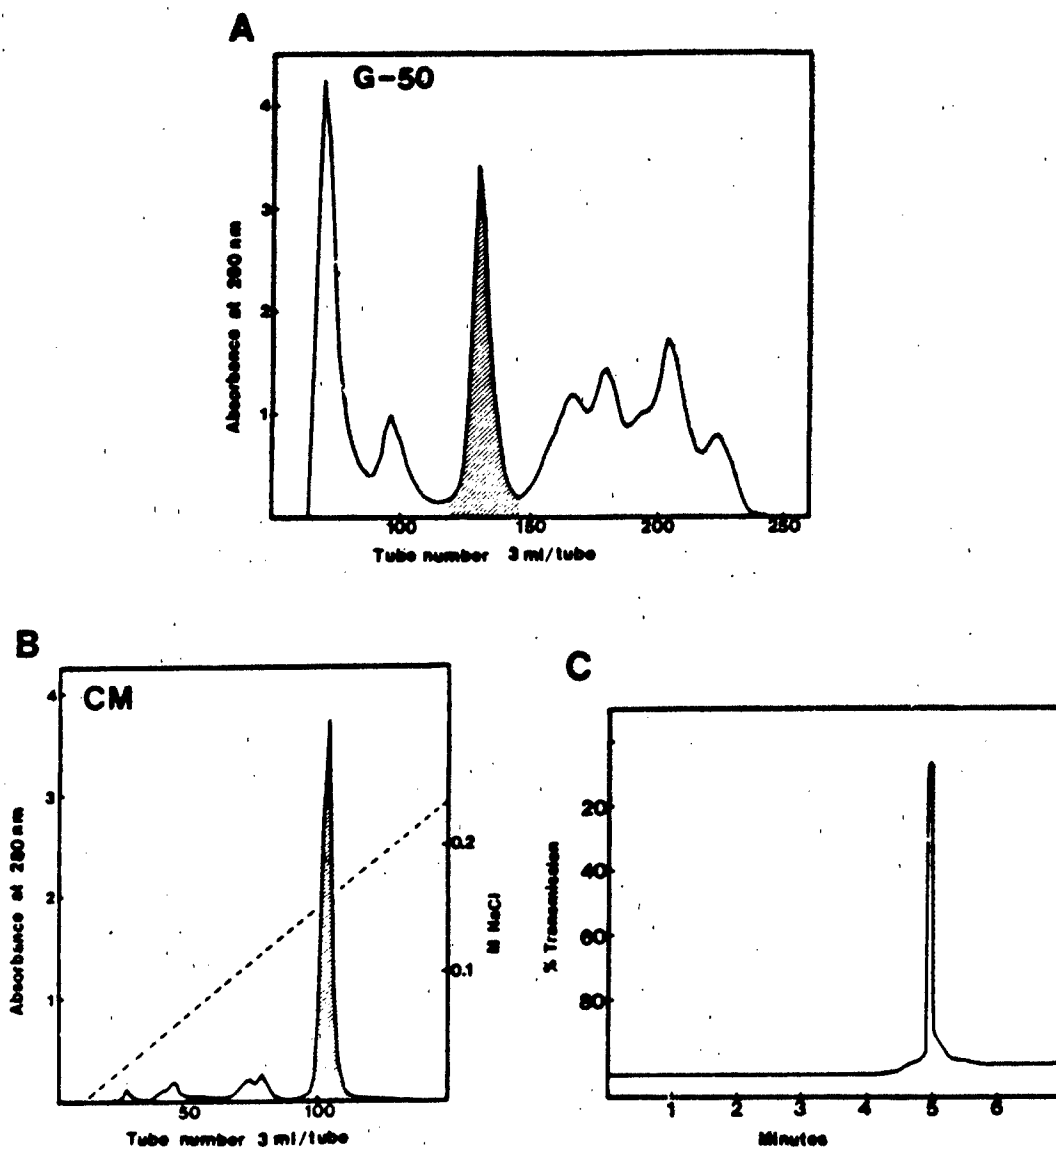 A
G-50
4
3
2
1
Absorbance at 280 nm
100 150 200 250
Tube number 3 ml/tube
B
CM
4
3
2
1
Absorbance at 280 nm
0.2
0.1
M NaCl
50 100
Tube number 3 ml/tube
C
20
40
60
80
% Transmission
1 2 3 4 5 6
Minutes